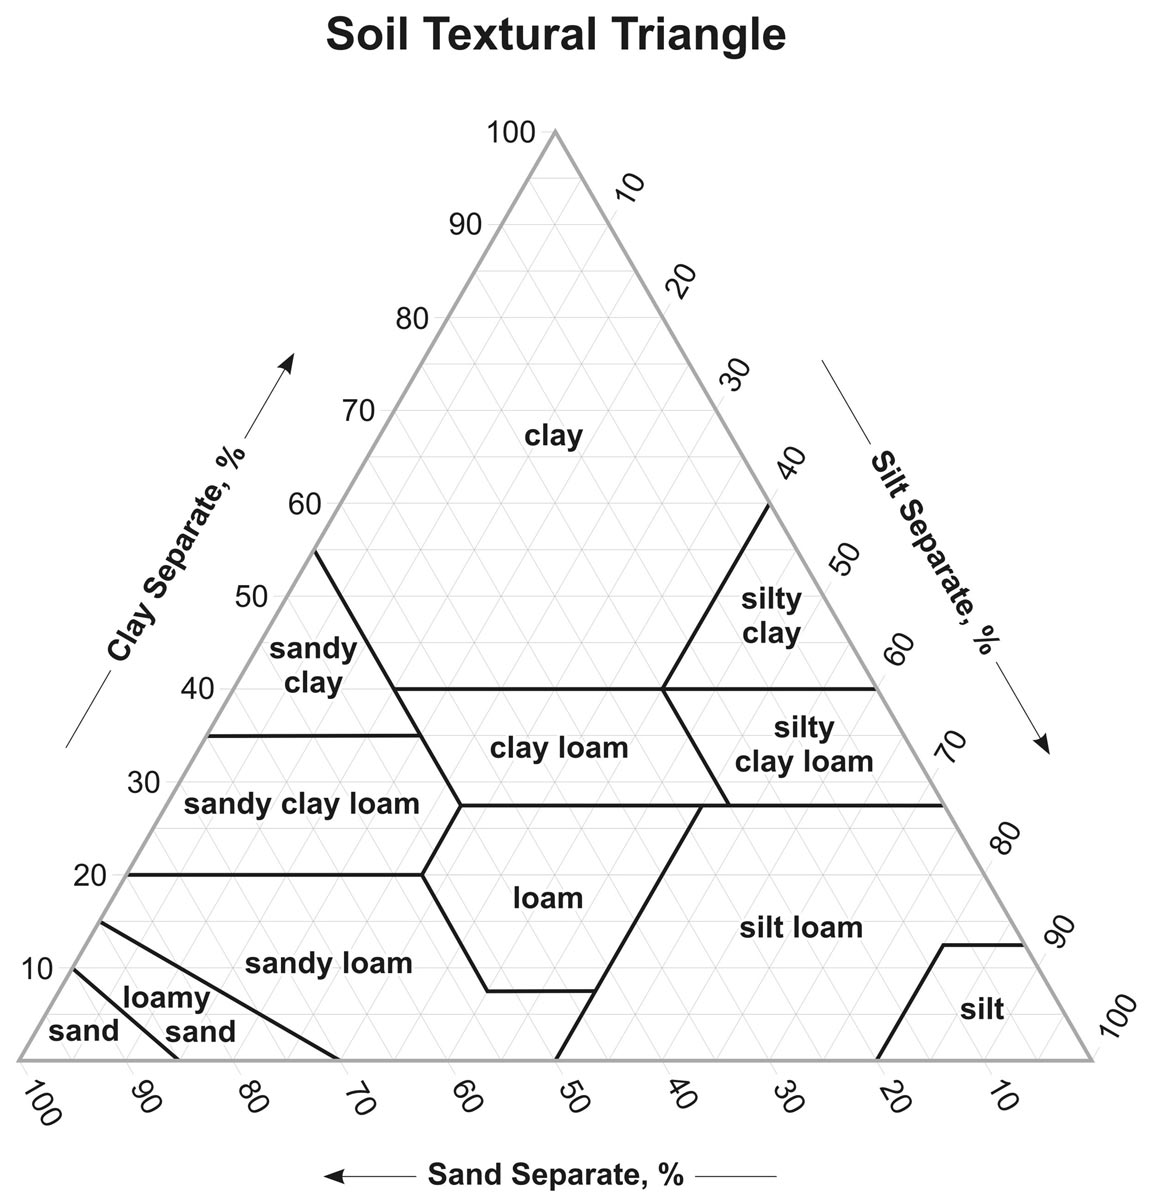 Soil Textural Triangle
100
90
80
70
60
50
40
30
20
10
10
20
30
40
50
60
70
80
90
100
Clay Separate, %
Silt Separate, %
clay
silty
clay
sandy
clay
clay loam
silty
clay loam
sandy clay loam
loam
silt loam
sandy loam
loamy
sand
sand
silt
100
90
80
70
60
50
40
30
20
10
Sand Separate, %